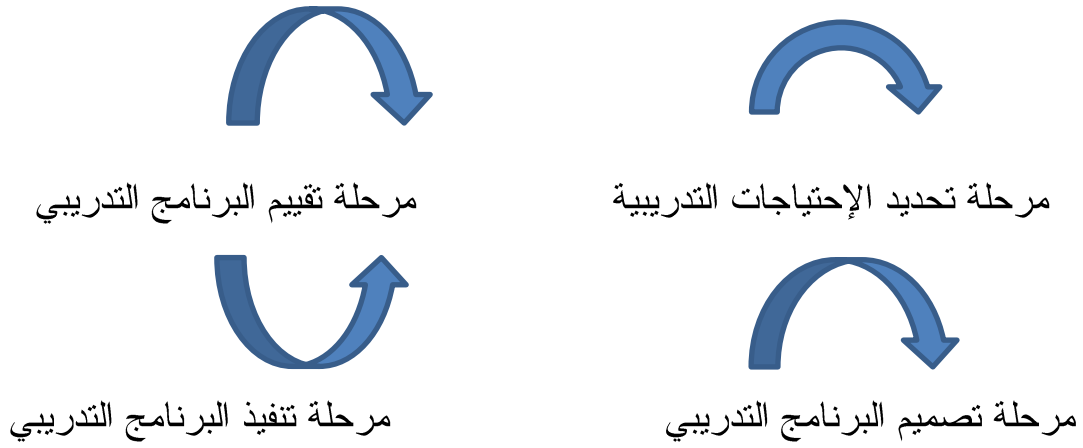 مرحلة تحديد الإحتياجات التدريبية
مرحلة تقييم البرنامج التدريبي
مرحلة تصميم البرنامج التدريبي
مرحلة تنفيذ البرنامج التدريبي